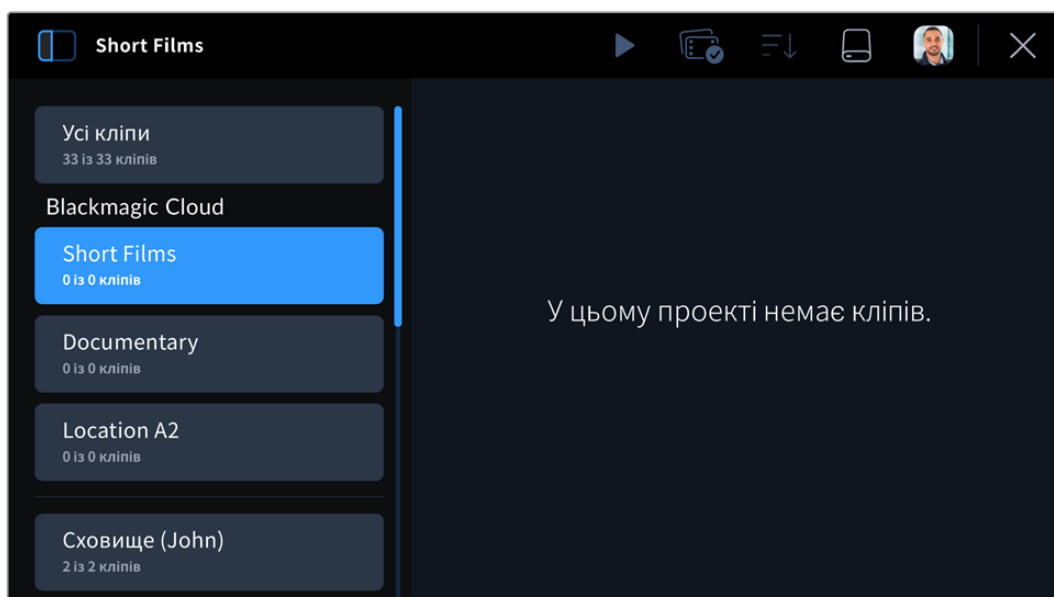 Short Films
Усі кліпи
33 із 33 кліпів
Blackmagic Cloud
Short Films
0 із 0 кліпів
Documentary
0 із 0 кліпів
Location A2
0 із 0 кліпів
Сховище (John)
2 із 2 кліпів
У цьому проекті немає кліпів.